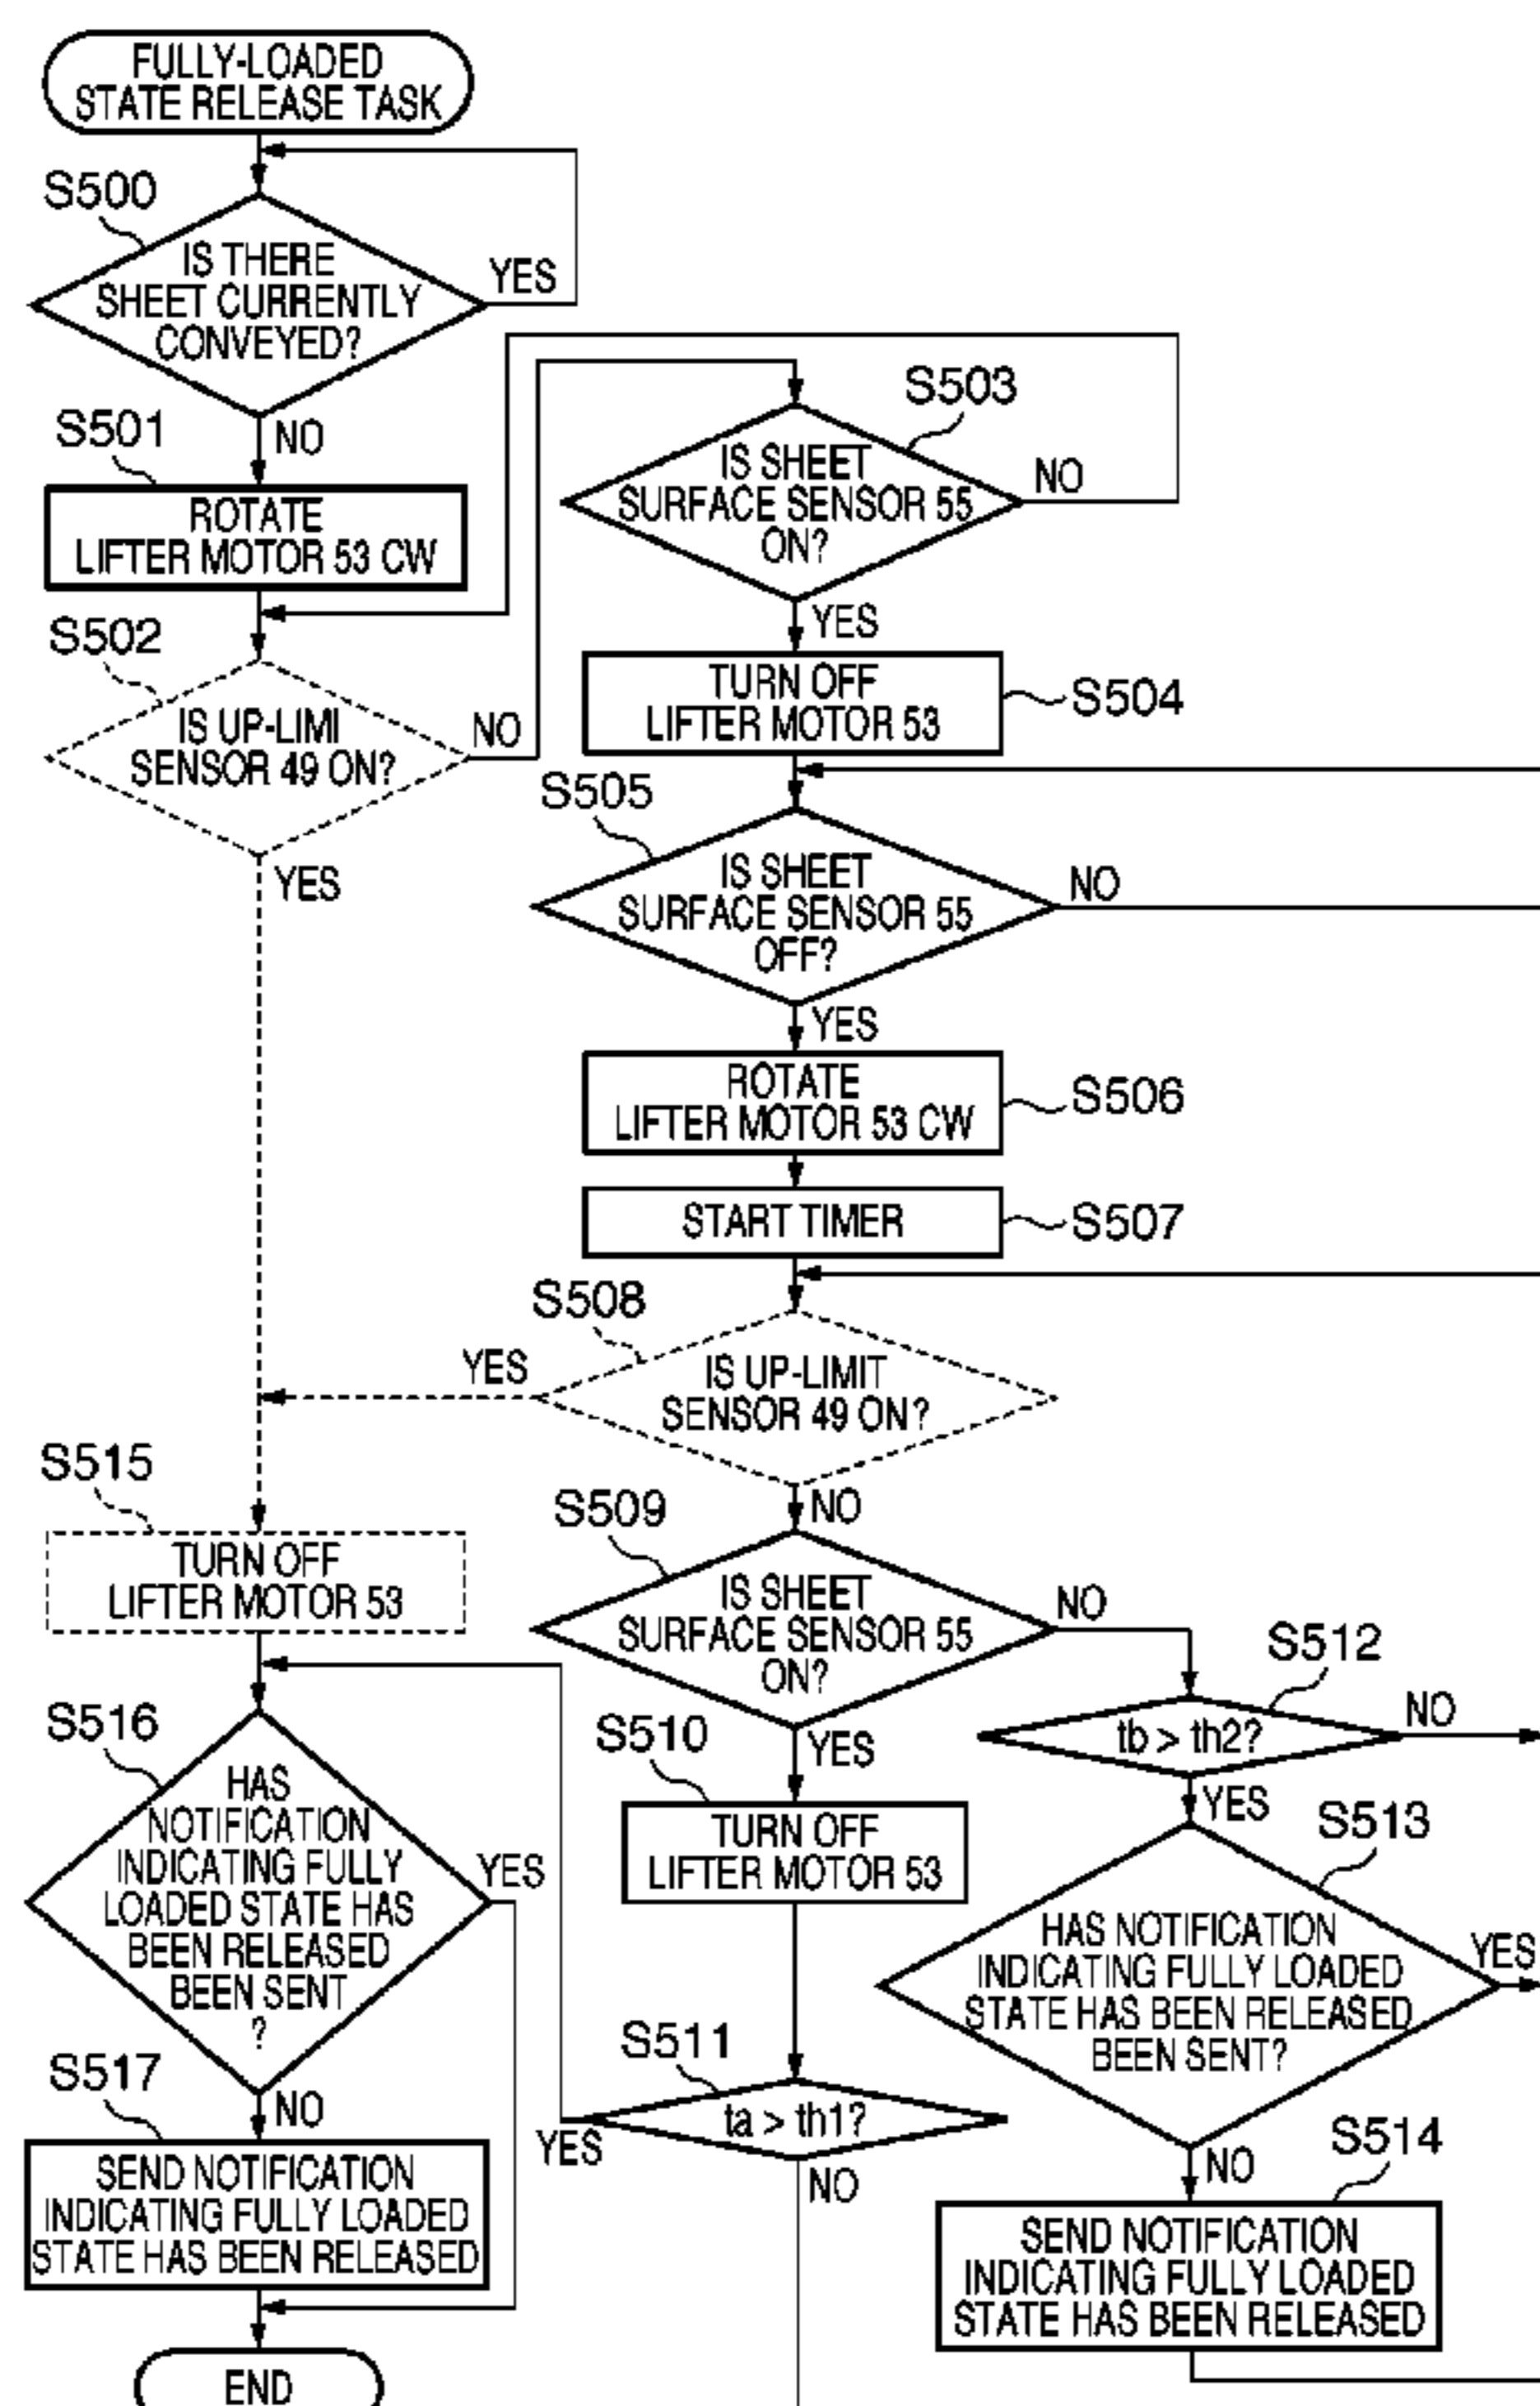 FULLY-LOADED
STATE RELEASE TASK
S500
IS THERE
SHEET CURRENTLY
CONVEYED?
YES
NO
S501
ROTATE
LIFTER MOTOR 53 CW
S502
IS UP-LIMI
SENSOR 49 ON?
NO
YES
S503
IS SHEET
SURFACE SENSOR 55
ON?
NO
YES
TURN OFF
LIFTER MOTOR 53
S504
S505
IS SHEET
SURFACE SENSOR 55
OFF?
NO
YES
ROTATE
LIFTER MOTOR 53 CW
S506
START TIMER
S507
S508
IS UP-LIMIT
SENSOR 49 ON?
YES
NO
S509
IS SHEET
SURFACE SENSOR 55
ON?
NO
YES
S510
TURN OFF
LIFTER MOTOR 53
S511
ta > th1?
YES
NO
S512
tb > th2?
NO
YES
S513
HAS NOTIFICATION
INDICATING FULLY LOADED
STATE HAS BEEN RELEASED
BEEN SENT?
YES
NO
S514
SEND NOTIFICATION
INDICATING FULLY LOADED
STATE HAS BEEN RELEASED
S515
TURN OFF
LIFTER MOTOR 53
S516
HAS
NOTIFICATION
INDICATING FULLY
LOADED STATE HAS
BEEN RELEASED
BEEN SENT
?
YES
NO
S517
SEND NOTIFICATION
INDICATING FULLY LOADED
STATE HAS BEEN RELEASED
END